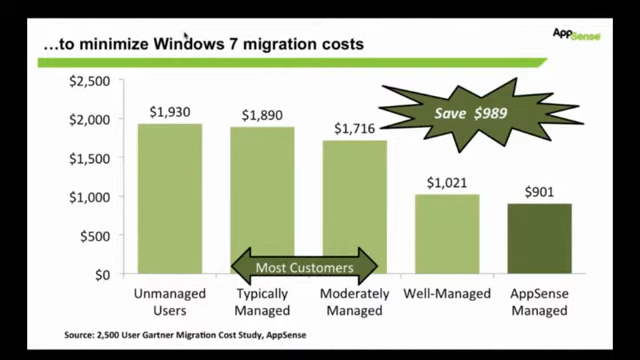 ...to minimize Windows 7 migration costs
AppSense
$2,500
$2,000
$1,500
$1,000
$500
$0
$1,930
$1,890
$1,716
$1,021
$901
Save $989
Most Customers
Unmanaged
Users
Typically
Managed
Moderately
Managed
Well-Managed
AppSense
Managed
Source: 2,500 User Gartner Migration Cost Study, AppSense